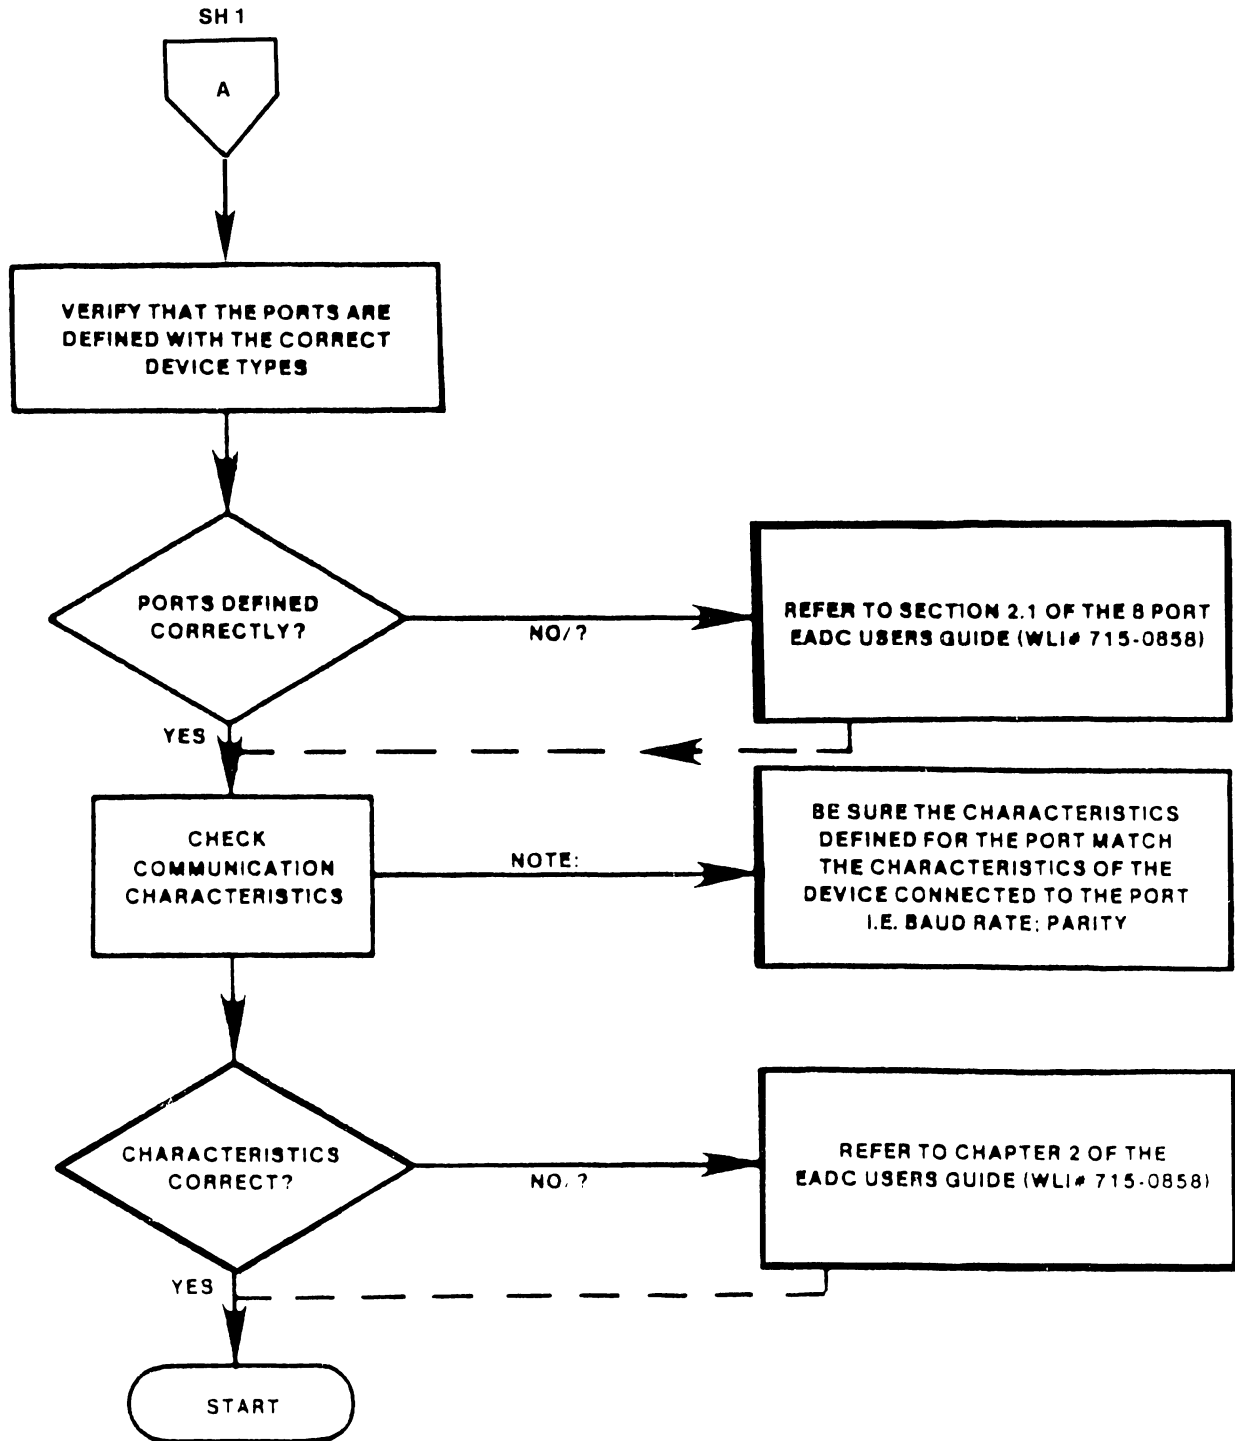 SH 1
A
VERIFY THAT THE PORTS ARE
DEFINED WITH THE CORRECT
DEVICE TYPES
PORTS DEFINED
CORRECTLY?
NO/?
REFER TO SECTION 2.1 OF THE 8 PORT
EADC USERS GUIDE (WLI# 715-0858)
YES
CHECK
COMMUNICATION
CHARACTERISTICS
NOTE:
BE SURE THE CHARACTERISTICS
DEFINED FOR THE PORT MATCH
THE CHARACTERISTICS OF THE
DEVICE CONNECTED TO THE PORT
I.E. BAUD RATE; PARITY
CHARACTERISTICS
CORRECT?
NO/?
REFER TO CHAPTER 2 OF THE
EADC USERS GUIDE (WLI# 715-0858)
YES
START